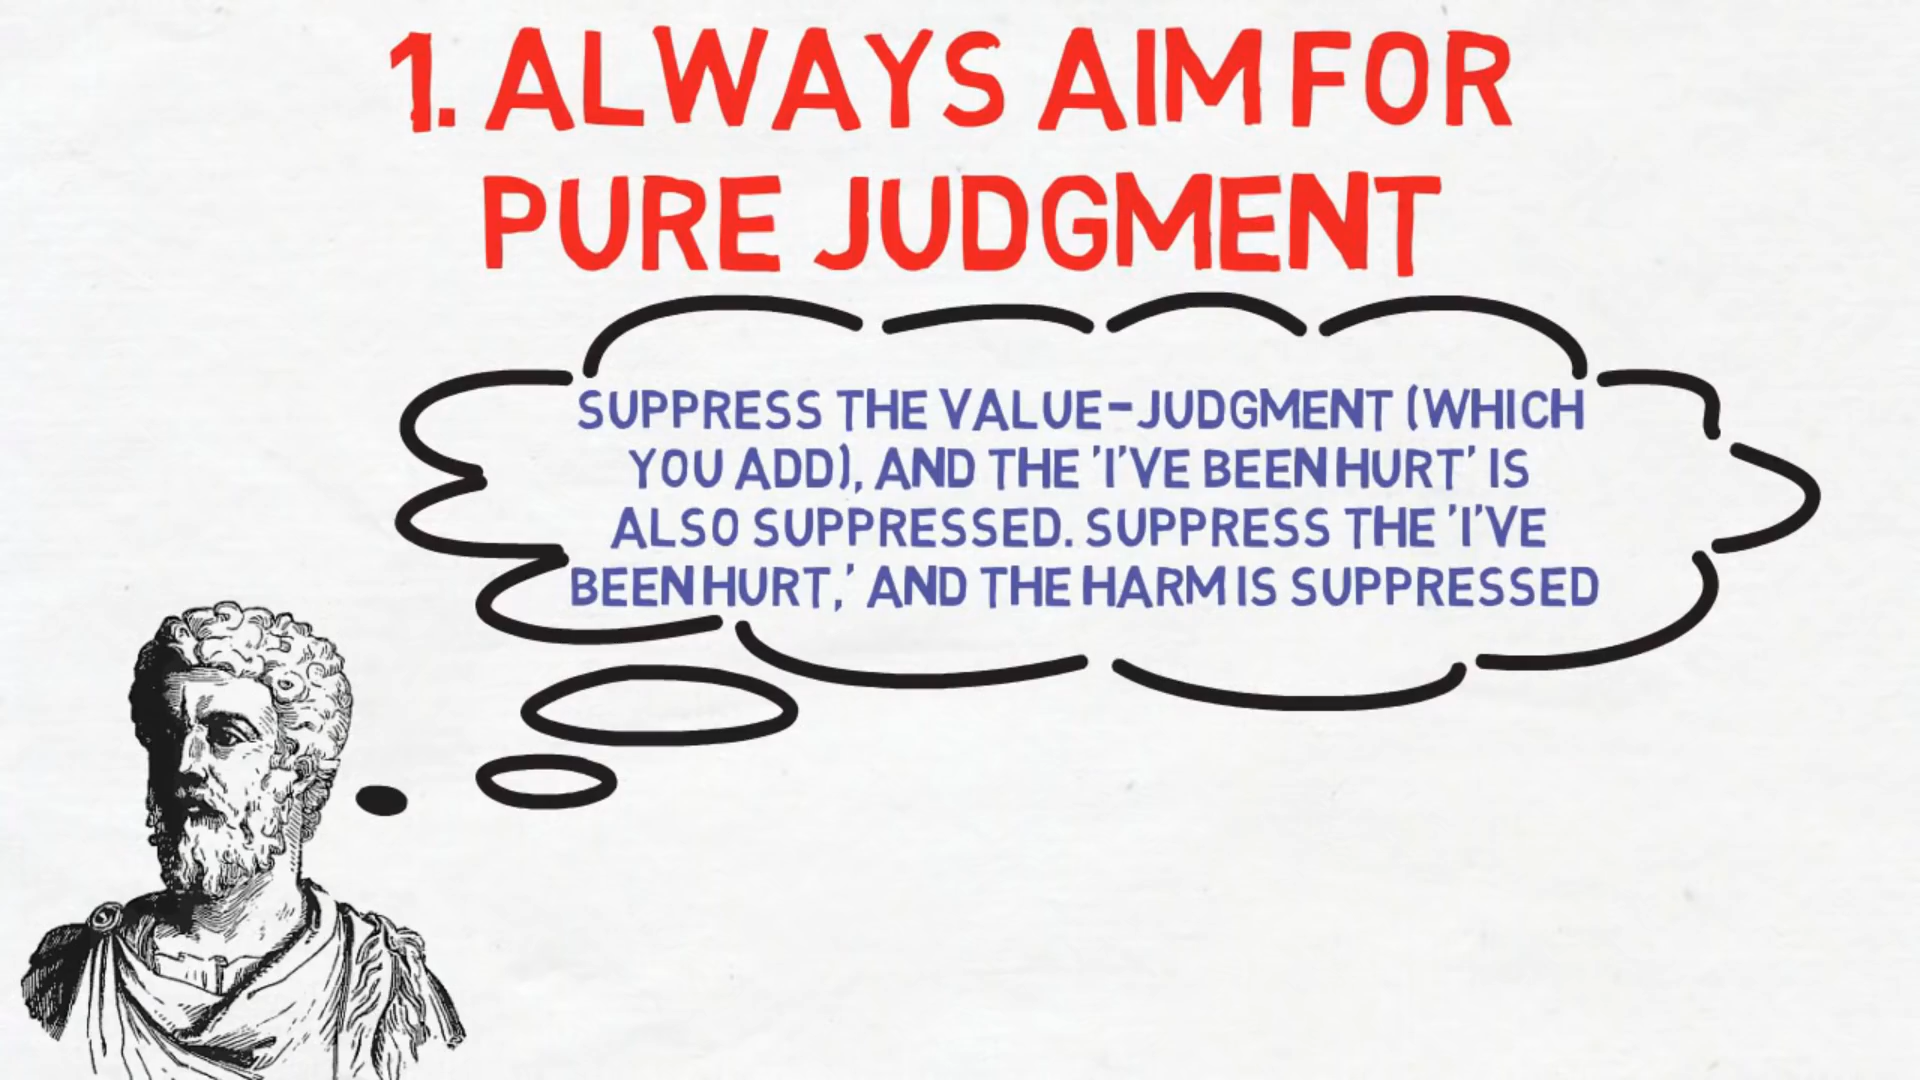 1. ALWAYS AIM FOR
PURE JUDGMENT
SUPPRESS THE VALUE-JUDGMENT (WHICH
YOU ADD), AND THE 'I'VE BEEN HURT' IS
ALSO SUPPRESSED. SUPPRESS THE 'I'VE
BEEN HURT,' AND THE HARM IS SUPPRESSED